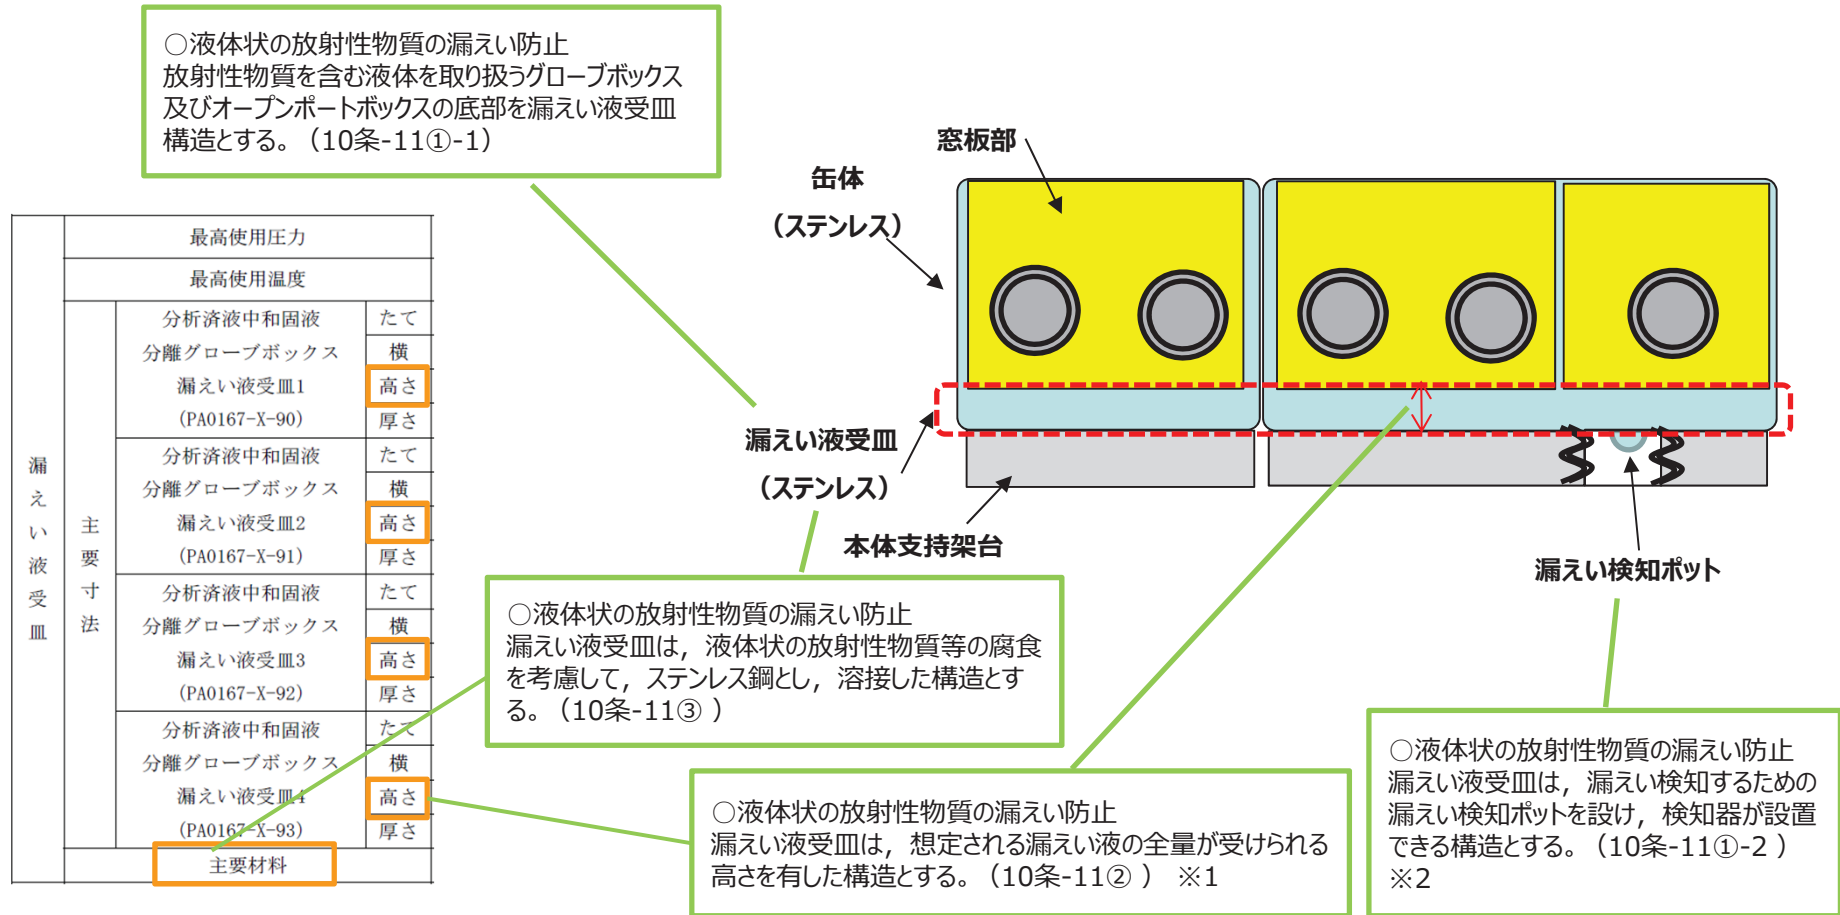 ○液体状の放射性物質の漏えい防止
放射性物質を含む液体を取り扱うグローブボックス
及びオープンポートボックスの底部を漏えい液受皿
構造とする。（10条-11①-1）
窓板部
缶体
（ステンレス）
漏えい液受皿
（ステンレス）
本体支持架台
漏えい検知ポット
漏えい液受皿
最高使用圧力
最高使用温度
主要寸法
分析済液中和固液 たて
分離グローブボックス 横
漏えい液受皿1 高さ
(PA0167-X-90) 厚さ
分析済液中和固液 たて
分離グローブボックス 横
漏えい液受皿2 高さ
(PA0167-X-91) 厚さ
分析済液中和固液 たて
分離グローブボックス 横
漏えい液受皿3 高さ
(PA0167-X-92) 厚さ
分析済液中和固液 たて
分離グローブボックス 横
漏えい液受皿4 高さ
(PA0167-X-93) 厚さ
主要材料
○液体状の放射性物質の漏えい防止
漏えい液受皿は，液体状の放射性物質等の腐食
を考慮して，ステンレス鋼とし，溶接した構造とす
る。（10条-11③ ）
○液体状の放射性物質の漏えい防止
漏えい液受皿は，想定される漏えい液の全量が受けられる
高さを有した構造とする。（10条-11② ） ※1
○液体状の放射性物質の漏えい防止
漏えい液受皿は，漏えい検知するための
漏えい検知ポットを設け，検知器が設置
できる構造とする。（10条-11①-2 ）
※2